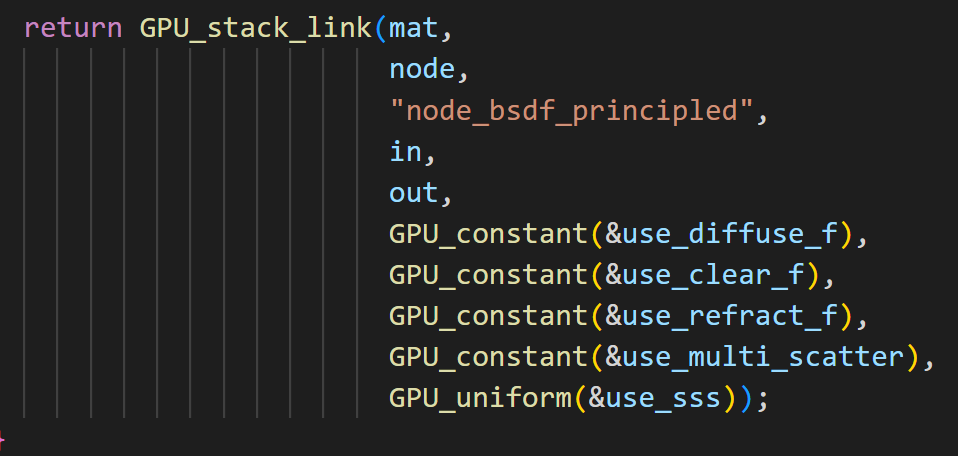 return GPU_stack_link(mat,
node,
"node_bsdf_principled",
in,
out,
GPU_constant(&use_diffuse_f),
GPU_constant(&use_clear_f),
GPU_constant(&use_refract_f),
GPU_constant(&use_multi_scatter),
GPU_uniform(&use_sss));
}